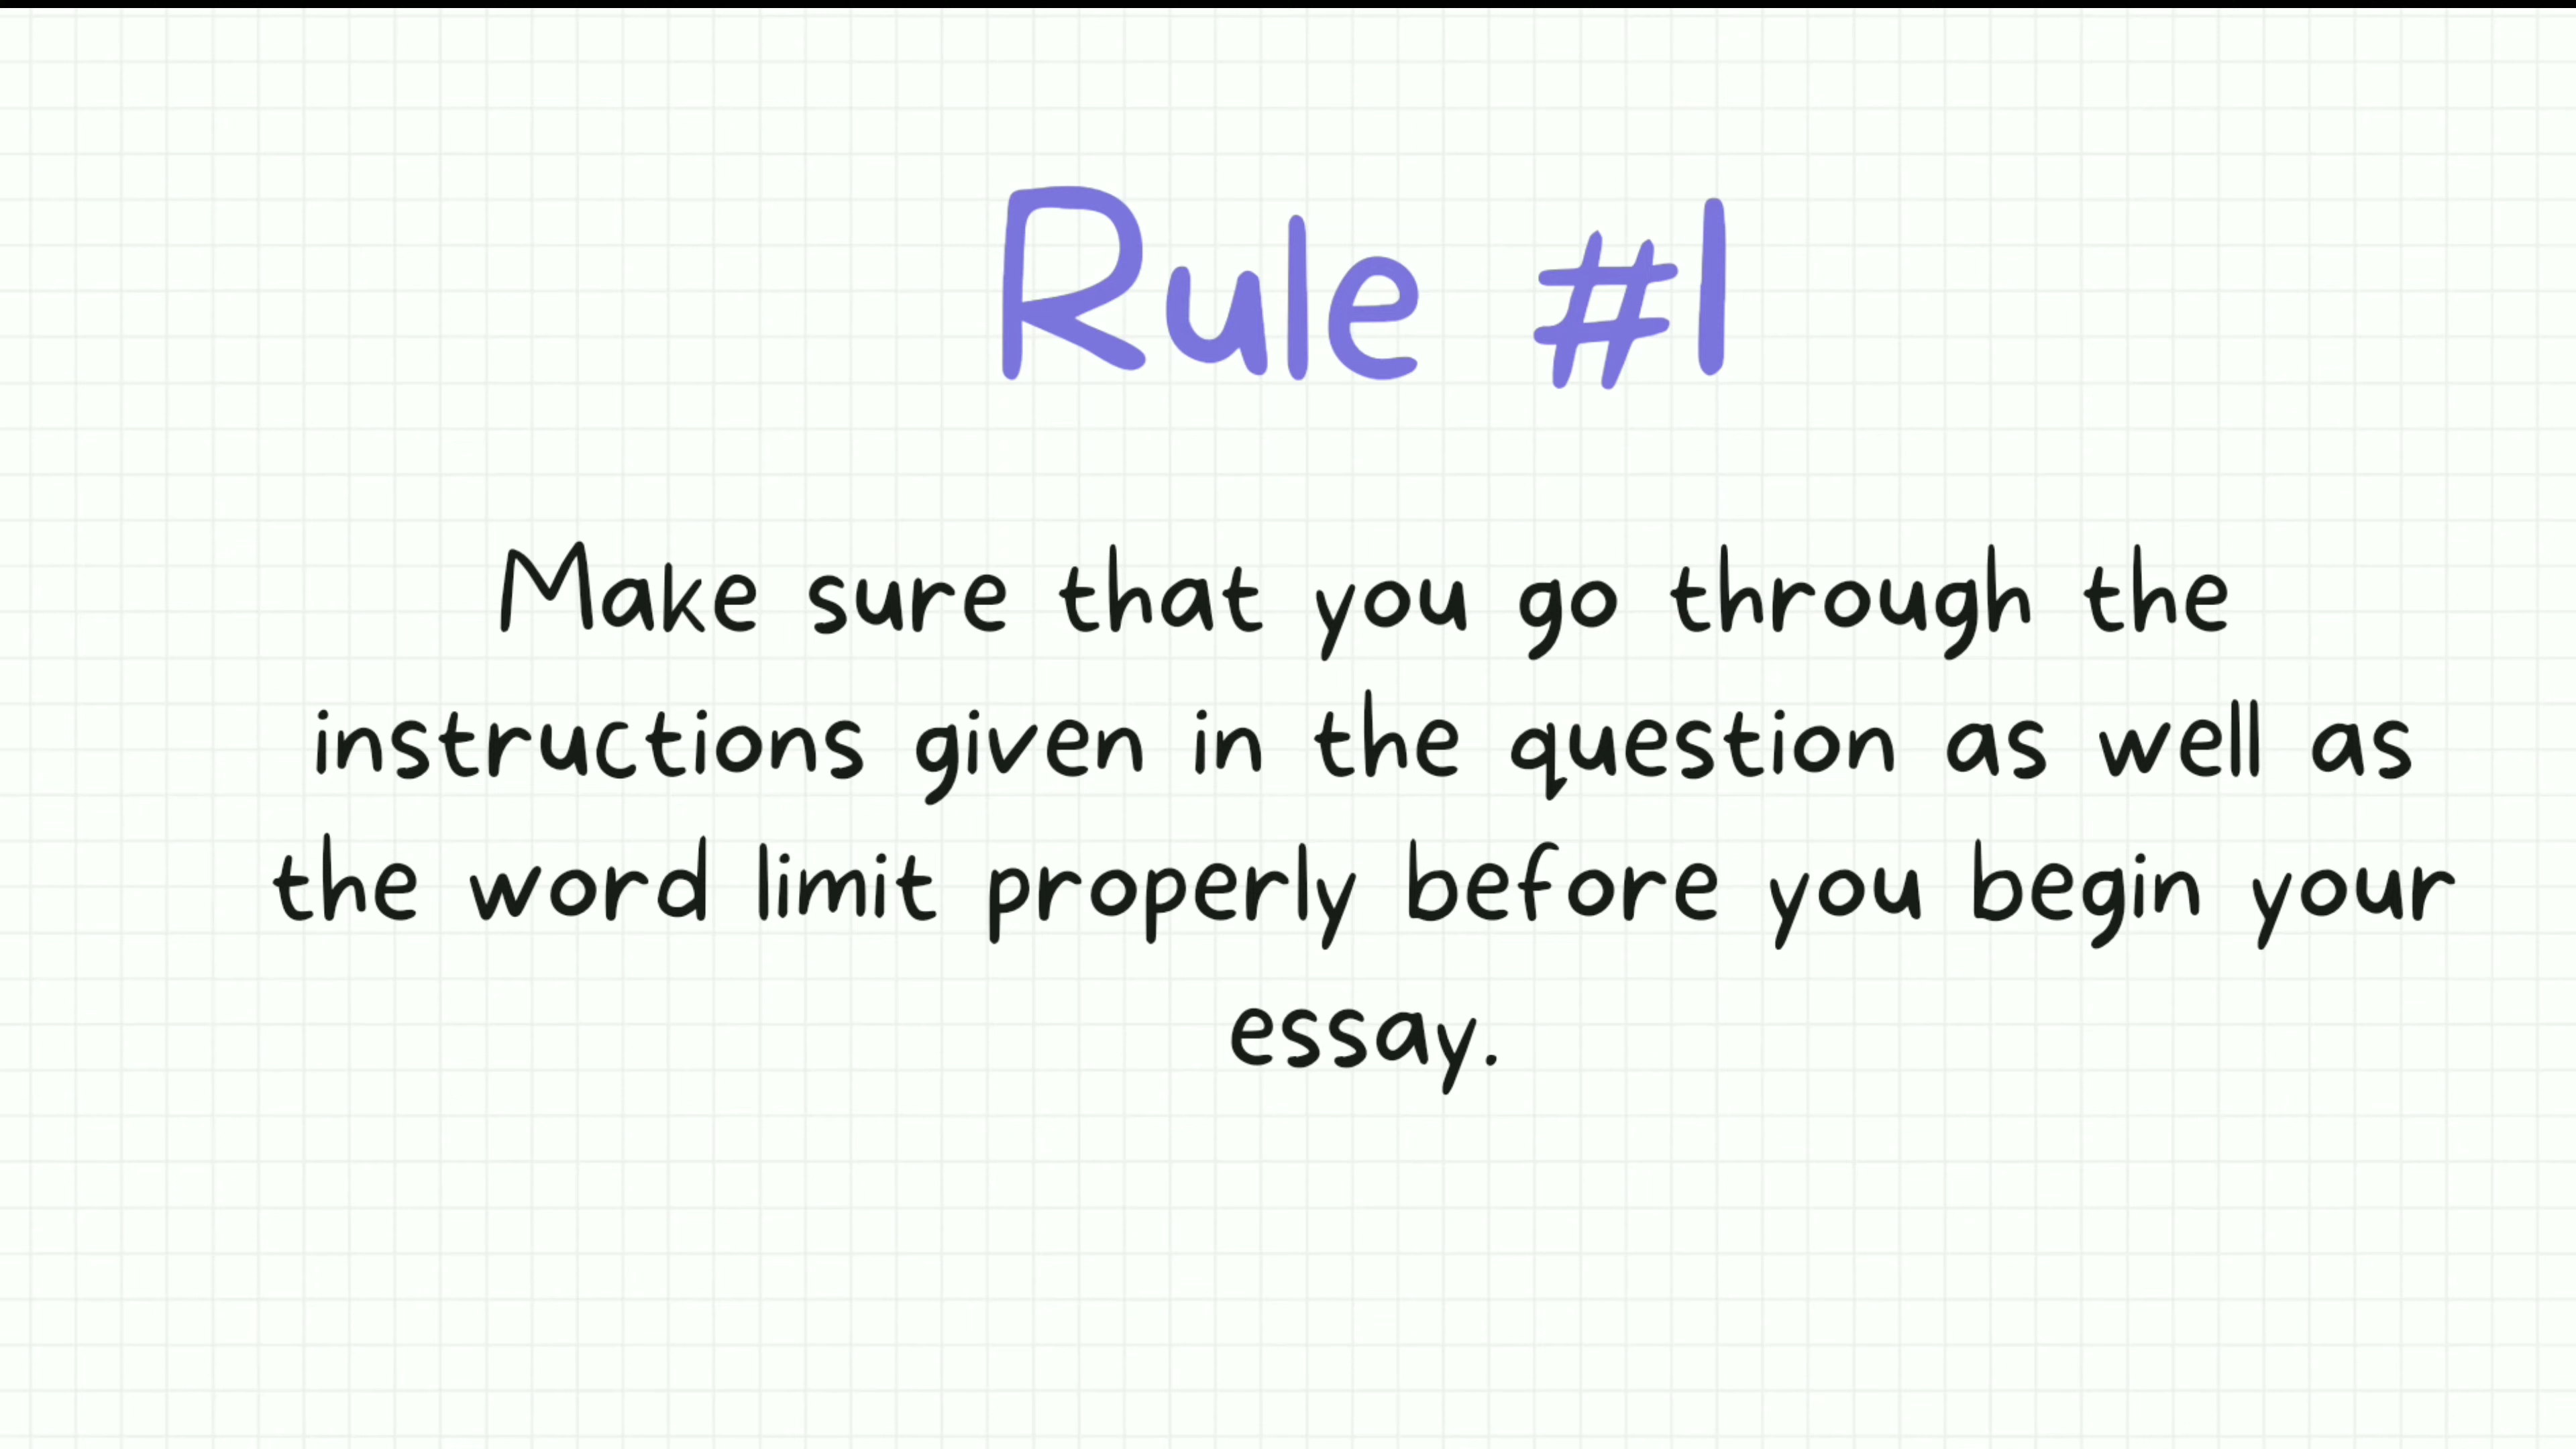 Rule #1
Make sure that you go through the
instructions given in the question as well as
the word limit properly before you begin your
essay.